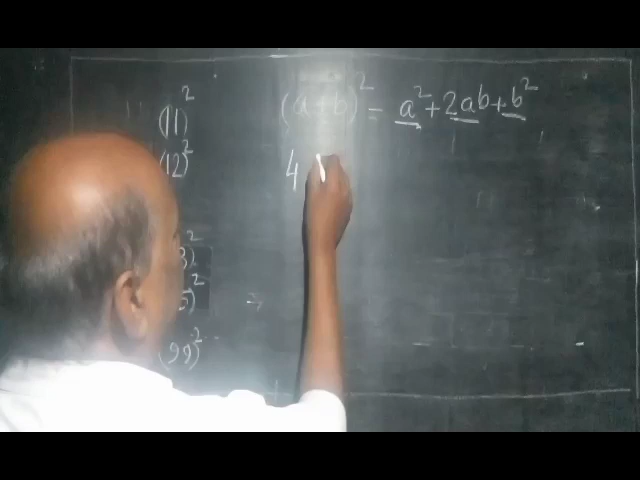 (11)²
(a+b)² = a² + 2ab + b²
(12)²
4
(99)²